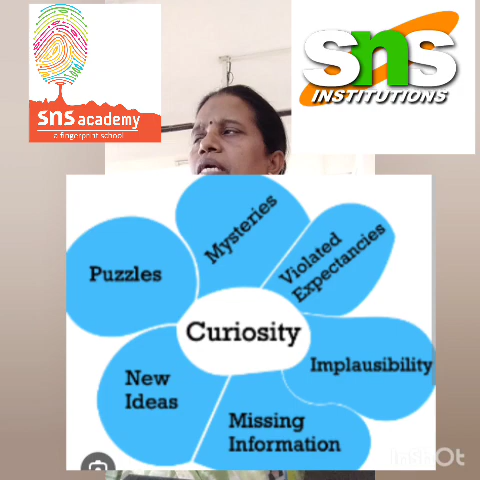 sns academy
a fingerprint school
SNS
INSTITUTIONS
Mysteries
Violated
Expectancies
Puzzles
Curiosity
Implausibility
New
Ideas
Missing
Information
InShOt